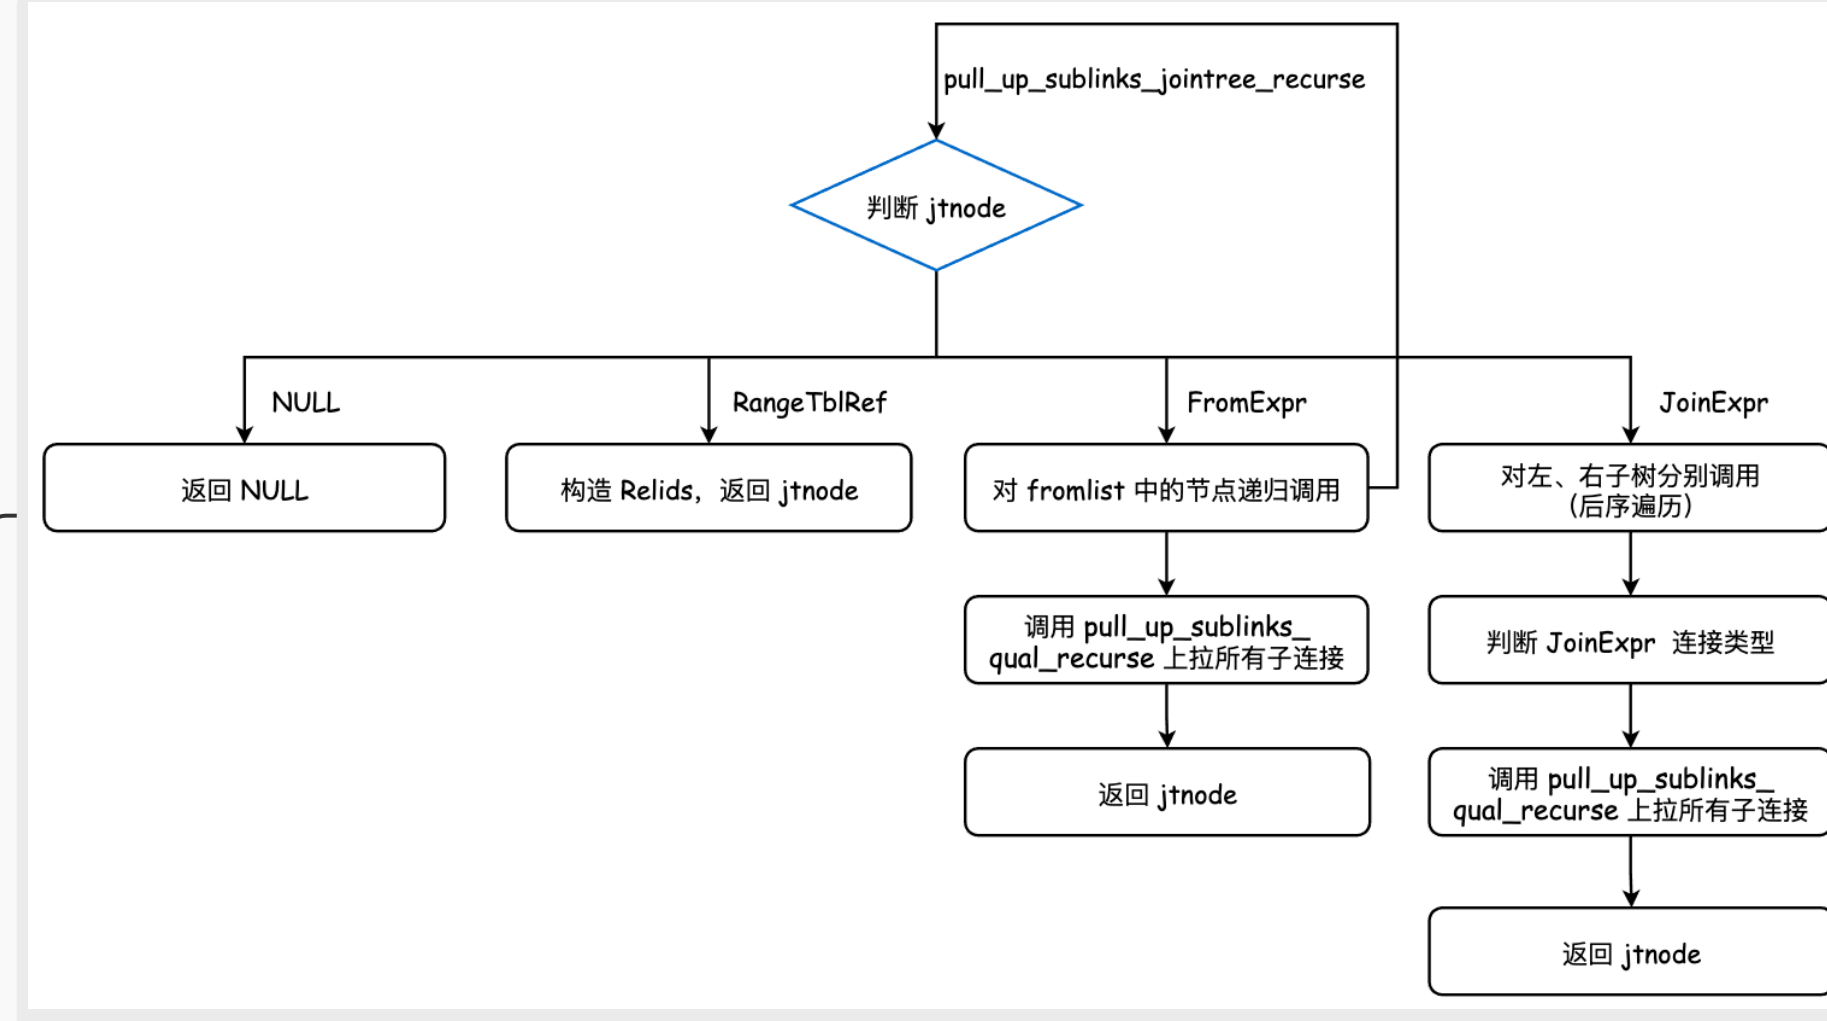 pull_up_sublinks_jointree_recurse
判断 jtnode
NULL
RangeTblRef
FromExpr
JoinExpr
返回 NULL
构造 Relids，返回 jtnode
对 fromlist 中的节点递归调用
对左、右子树分别调用
（后序遍历）
调用 pull_up_sublinks_
qual_recurse 上拉所有子连接
判断 JoinExpr 连接类型
返回 jtnode
调用 pull_up_sublinks_
qual_recurse 上拉所有子连接
返回 jtnode